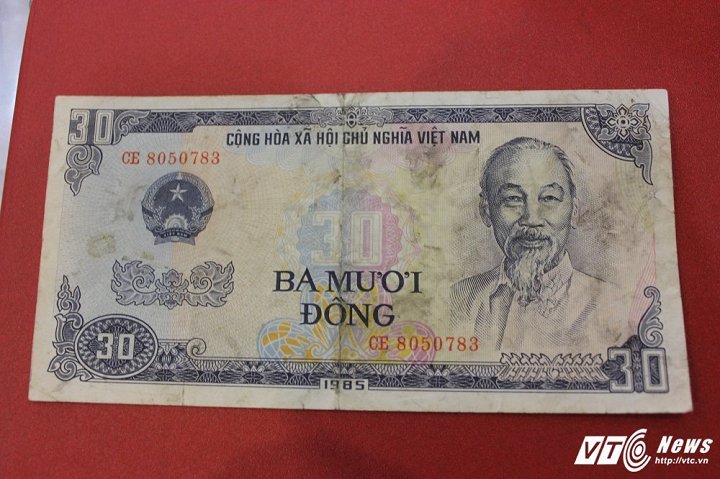 30
CỘNG HÒA XÃ HỘI CHỦ NGHĨA VIỆT NAM
CE 8050783
30
BA MƯƠI
ĐỒNG
CE 8050783
30
1985
30
VTC News
http://vtc.vn